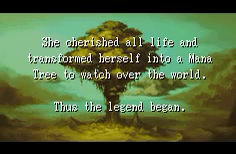 She cherished all life and
transformed herself into a Mana
Tree to watch over the world.
Thus the legend began.